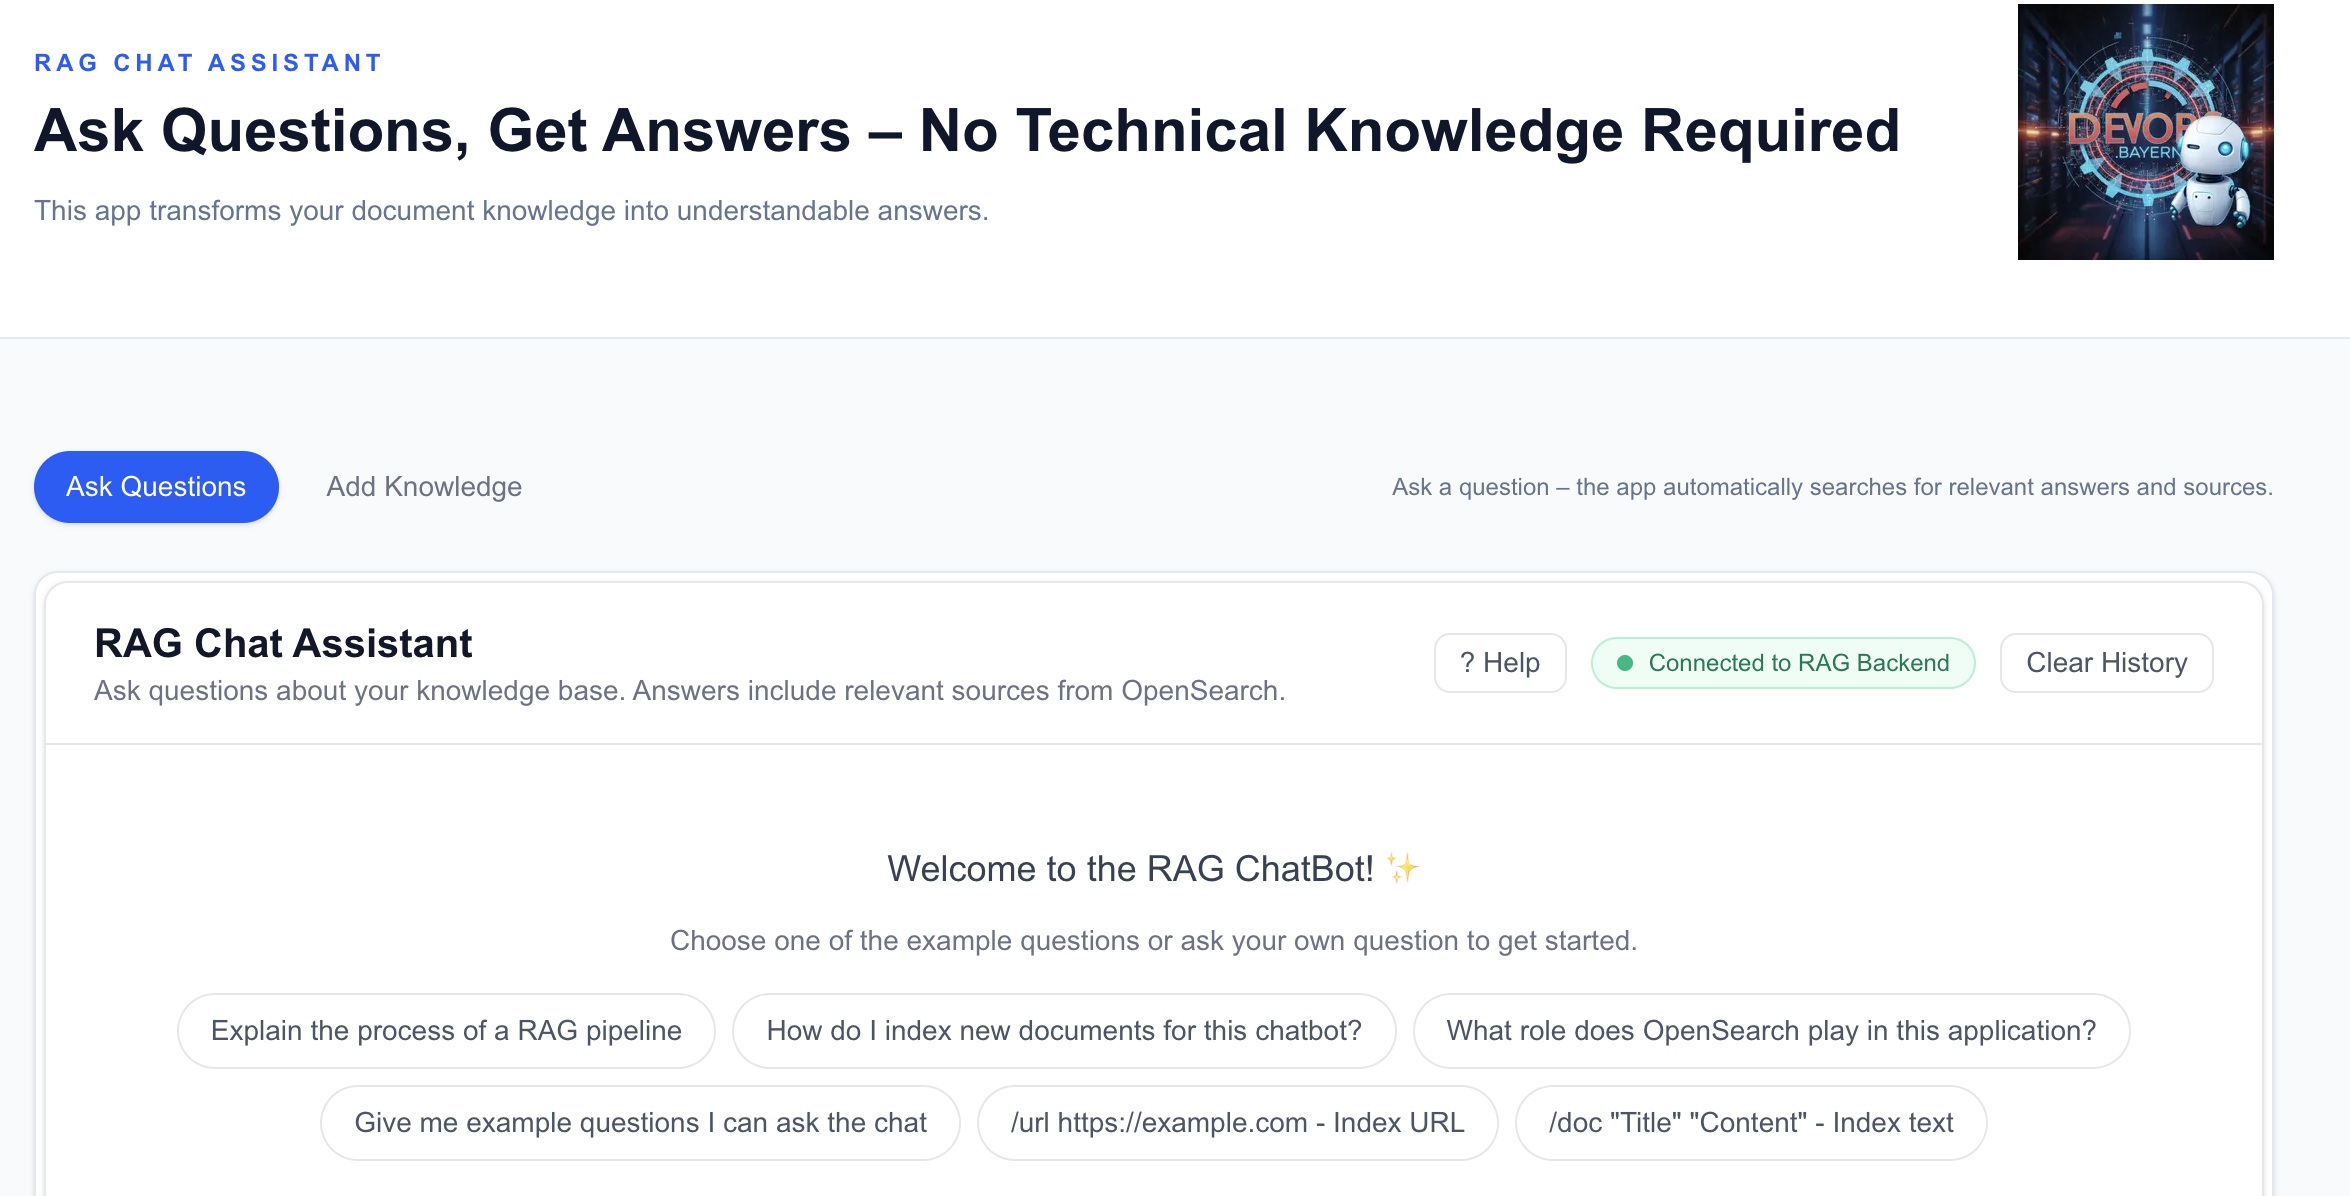 RAG CHAT ASSISTANT
Ask Questions, Get Answers – No Technical Knowledge Required
This app transforms your document knowledge into understandable answers.
.BAYERN
Ask Questions
Add Knowledge
Ask a question – the app automatically searches for relevant answers and sources.
RAG Chat Assistant
Ask questions about your knowledge base. Answers include relevant sources from OpenSearch.
? Help
Connected to RAG Backend
Clear History
Welcome to the RAG ChatBot! ✨
Choose one of the example questions or ask your own question to get started.
Explain the process of a RAG pipeline
How do I index new documents for this chatbot?
What role does OpenSearch play in this application?
Give me example questions I can ask the chat
/url https://example.com - Index URL
/doc "Title" "Content" - Index text